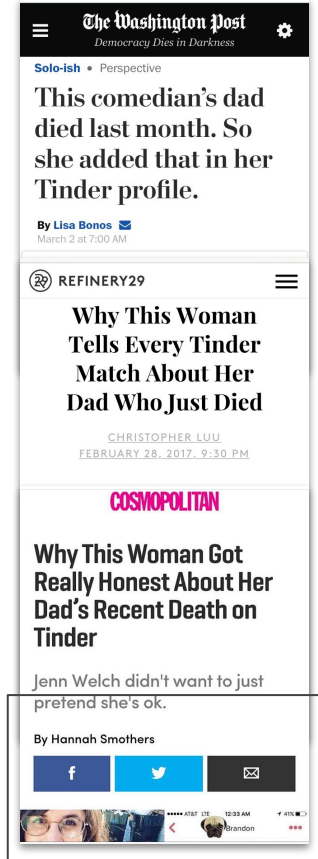 The Washington Post
Democracy Dies in Darkness
Solo-ish • Perspective
This comedian's dad
died last month. So
she added that in her
Tinder profile.
By Lisa Bonos
March 2 at 7:00 AM
R29 REFINERY29
Why This Woman
Tells Every Tinder
Match About Her
Dad Who Just Died
CHRISTOPHER LUU
FEBRUARY 28, 2017, 9:30 PM
COSMOPOLITAN
Why This Woman Got
Really Honest About Her
Dad's Recent Death on
Tinder
Jenn Welch didn't want to just
pretend she's ok.
By Hannah Smothers
f
AT&T LTE 12:33 AM 41%
Brandon